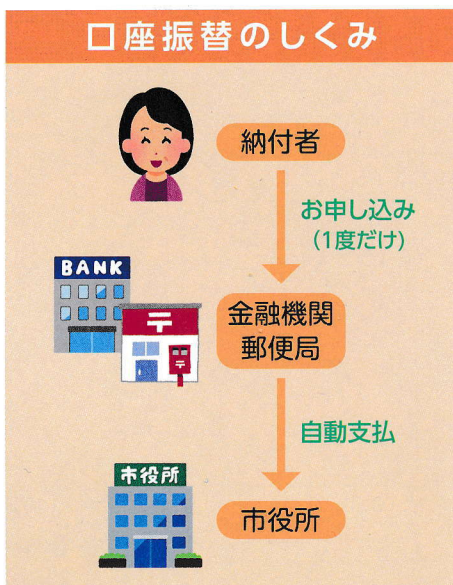 口座振替のしくみ
納付者
お申し込み
(1度だけ)
BANK
〒
〒
金融機関
郵便局
自動支払
市役所
市役所